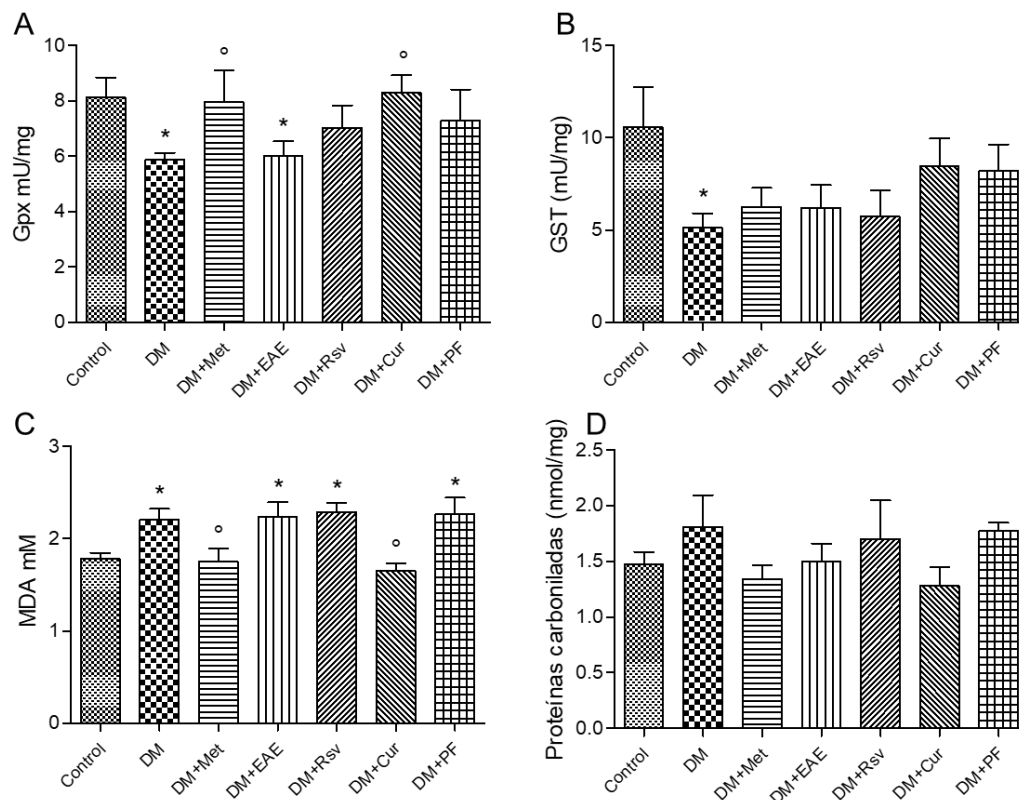 A
Gpx mU/mg
10
8
6
4
2
0
°
*
*
°
Control
DM
DM+Met
DM+EAE
DM+Rsv
DM+Cur
DM+PF
B
GST (mU/mg)
15
10
5
0
*
Control
DM
DM+Met
DM+EAE
DM+Rsv
DM+Cur
DM+PF
C
MDA mM
3
2
1
0
*
°
*
*
°
*
Control
DM
DM+Met
DM+EAE
DM+Rsv
DM+Cur
DM+PF
D
Proteínas carboniladas (nmol/mg)
2.5
2.0
1.5
1.0
0.5
0.0
Control
DM
DM+Met
DM+EAE
DM+Rsv
DM+Cur
DM+PF